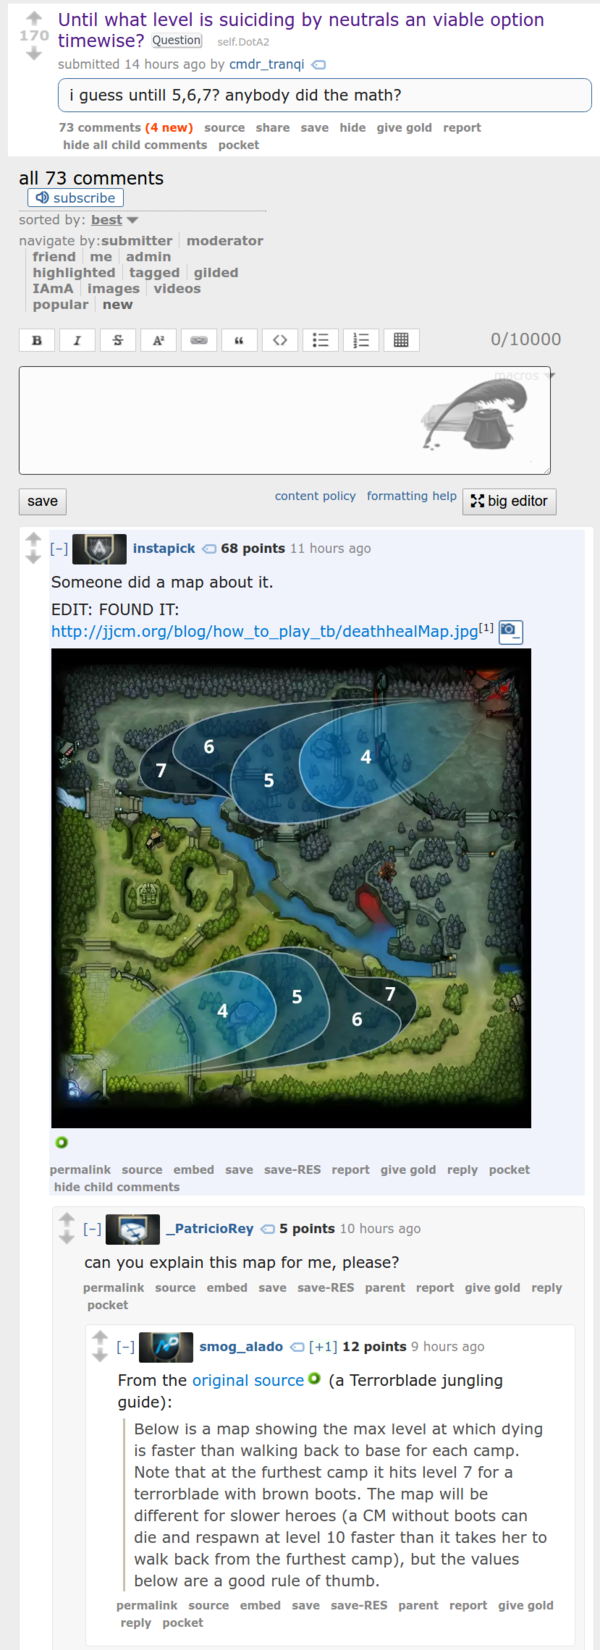 Until what level is suiciding by neutrals an viable option
170
timewise? Question self.DotA2
submitted 14 hours ago by cmdr_tranqi
i guess untill 5,6,7? anybody did the math?
73 comments (4 new) source share save hide give gold report
hide all child comments pocket
all 73 comments
subscribe
sorted by: best
navigate by:submitter moderator
friend me admin
highlighted tagged gilded
IAmA images videos
popular new
B I S A² “ <> 0/10000
macros
save content policy formatting help big editor
[-] instapick 68 points 11 hours ago
Someone did a map about it.
EDIT: FOUND IT:
http://jjcm.org/blog/how_to_play_tb/deathhealMap.jpg[1]
6
7 5 4
4 5 6 7
permalink source embed save save-RES report give gold reply pocket
hide child comments
[-] _PatricioRey 5 points 10 hours ago
can you explain this map for me, please?
permalink source embed save save-RES parent report give gold reply
pocket
[-] smog_alado [+1] 12 points 9 hours ago
From the original source (a Terrorblade jungling
guide):
Below is a map showing the max level at which dying
is faster than walking back to base for each camp.
Note that at the furthest camp it hits level 7 for a
terrorblade with brown boots. The map will be
different for slower heroes (a CM without boots can
die and respawn at level 10 faster than it takes her to
walk back from the furthest camp), but the values
below are a good rule of thumb.
permalink source embed save save-RES parent report give gold
reply pocket